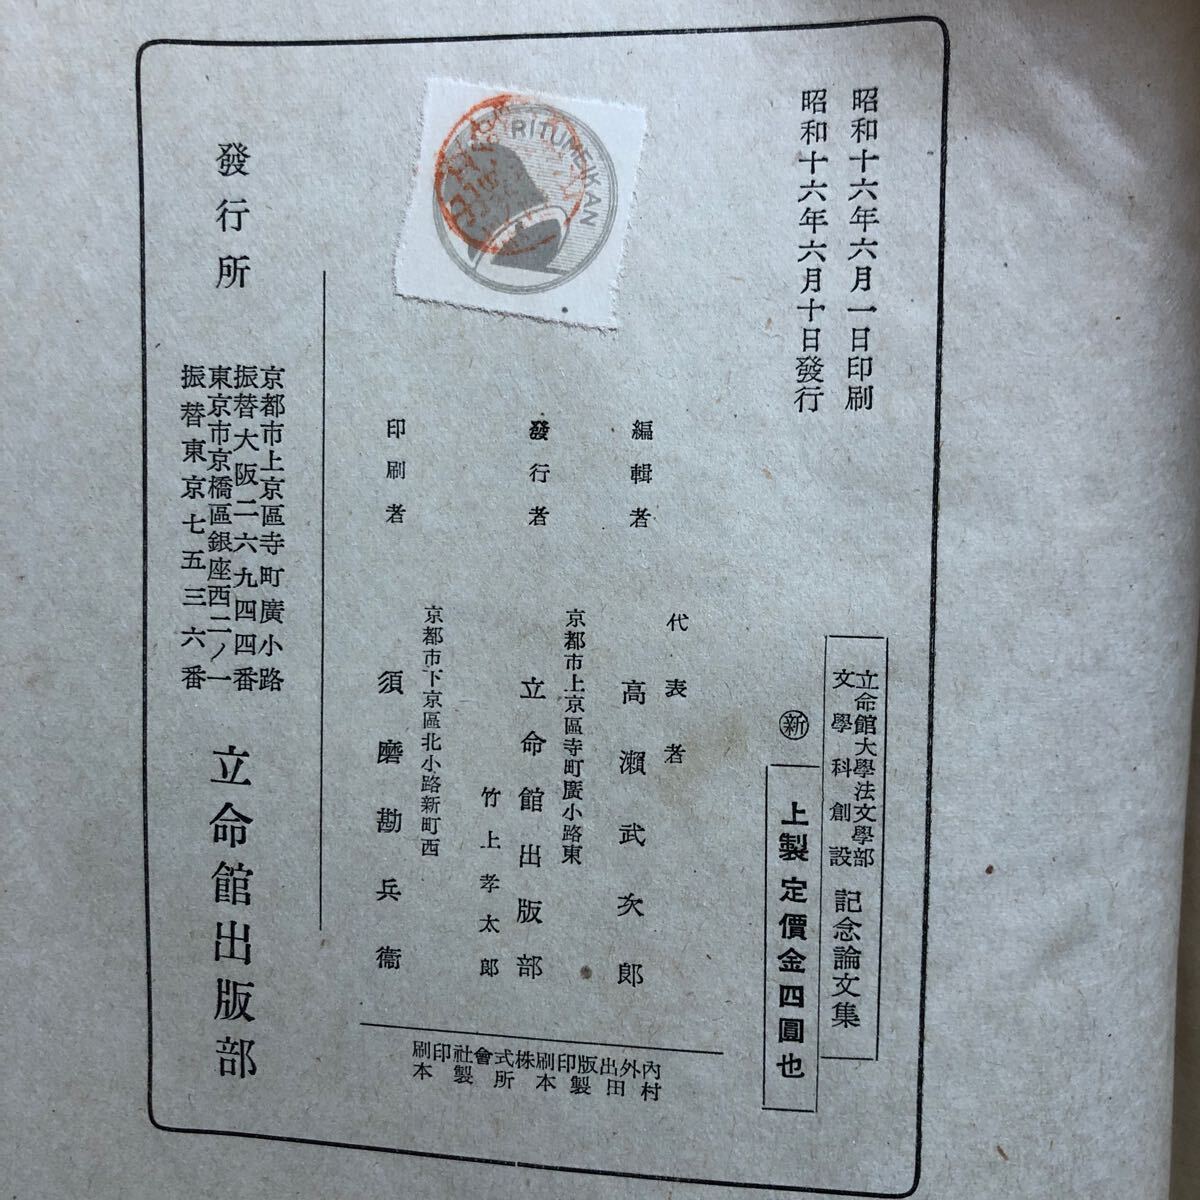 昭和十六年六月一日印刷
昭和十六年六月十日發行
立命館大學法文學部
文學科創設
記念論文集
新
上製 定價金四圓也
編輯者
代表者
高瀨武次郎
發行者
京都市上京區寺町廣小路東
立命館出版部
竹上孝太郎
印刷者
京都市下京區北小路新町西
須磨勘兵衞
內外出版印刷株式會社印刷
村田製本所製本
發行所
京都市上京區寺町廣小路
振替大阪二六九四四番
東京市京橋區銀座西二ノ一
振替東京七五三六番
立命館出版部
RITUMEIKAN